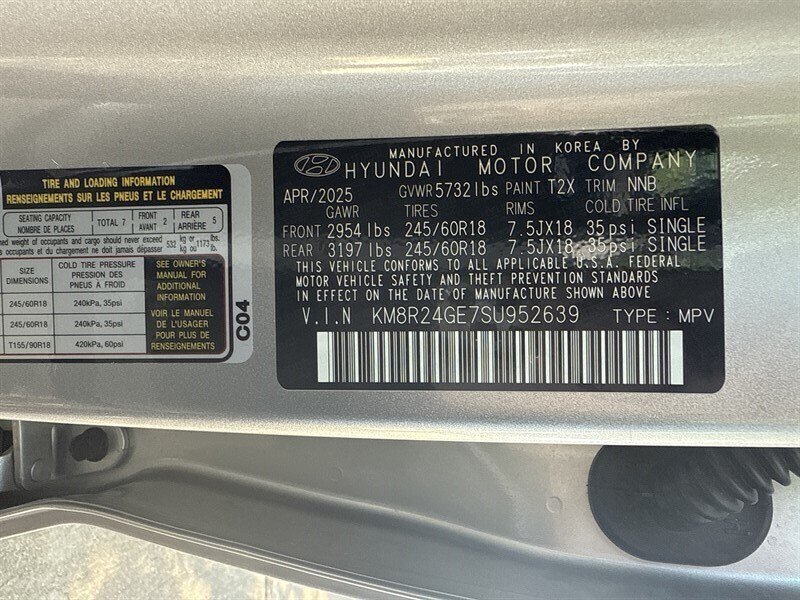 TIRE AND LOADING INFORMATION
RENSEIGNEMENTS SUR LES PNEUS ET LE CHARGEMENT
SEATING CAPACITY
NOMBRE DE PLACES
TOTAL 7
FRONT
AVANT 2
REAR
ARRIÈRE 5
weight of occupants and cargo should never exceed
occupants et du chargement ne doit jamais dépasser
532 kg or
kg ou
1173 lbs.
lb.
SIZE
DIMENSIONS
COLD TIRE PRESSURE
PRESSION DES
PNEUS À FROID
245/60R18 240kPa, 35psi
245/60R18 240kPa, 35psi
T155/90R18 420kPa, 60psi
SEE OWNER'S
MANUAL FOR
ADDITIONAL
INFORMATION
VOIR LE MANUEL
DE L'USAGER
POUR PLUS DE
RENSEIGNEMENTS
C04
MANUFACTURED IN KOREA BY
HYUNDAI MOTOR COMPANY
APR/2025 GVWR 5732 lbs PAINT T2X TRIM NNB
GAWR TIRES RIMS COLD TIRE INFL
FRONT 2954 lbs 245/60R18 7.5JX18 35psi SINGLE
REAR 3197 lbs 245/60R18 7.5JX18 35psi SINGLE
THIS VEHICLE CONFORMS TO ALL APPLICABLE U.S.A. FEDERAL
MOTOR VEHICLE SAFETY AND THEFT PREVENTION STANDARDS
IN EFFECT ON THE DATE OF MANUFACTURE SHOWN ABOVE
V.I.N KM8R24GE7SU952639 TYPE : MPV